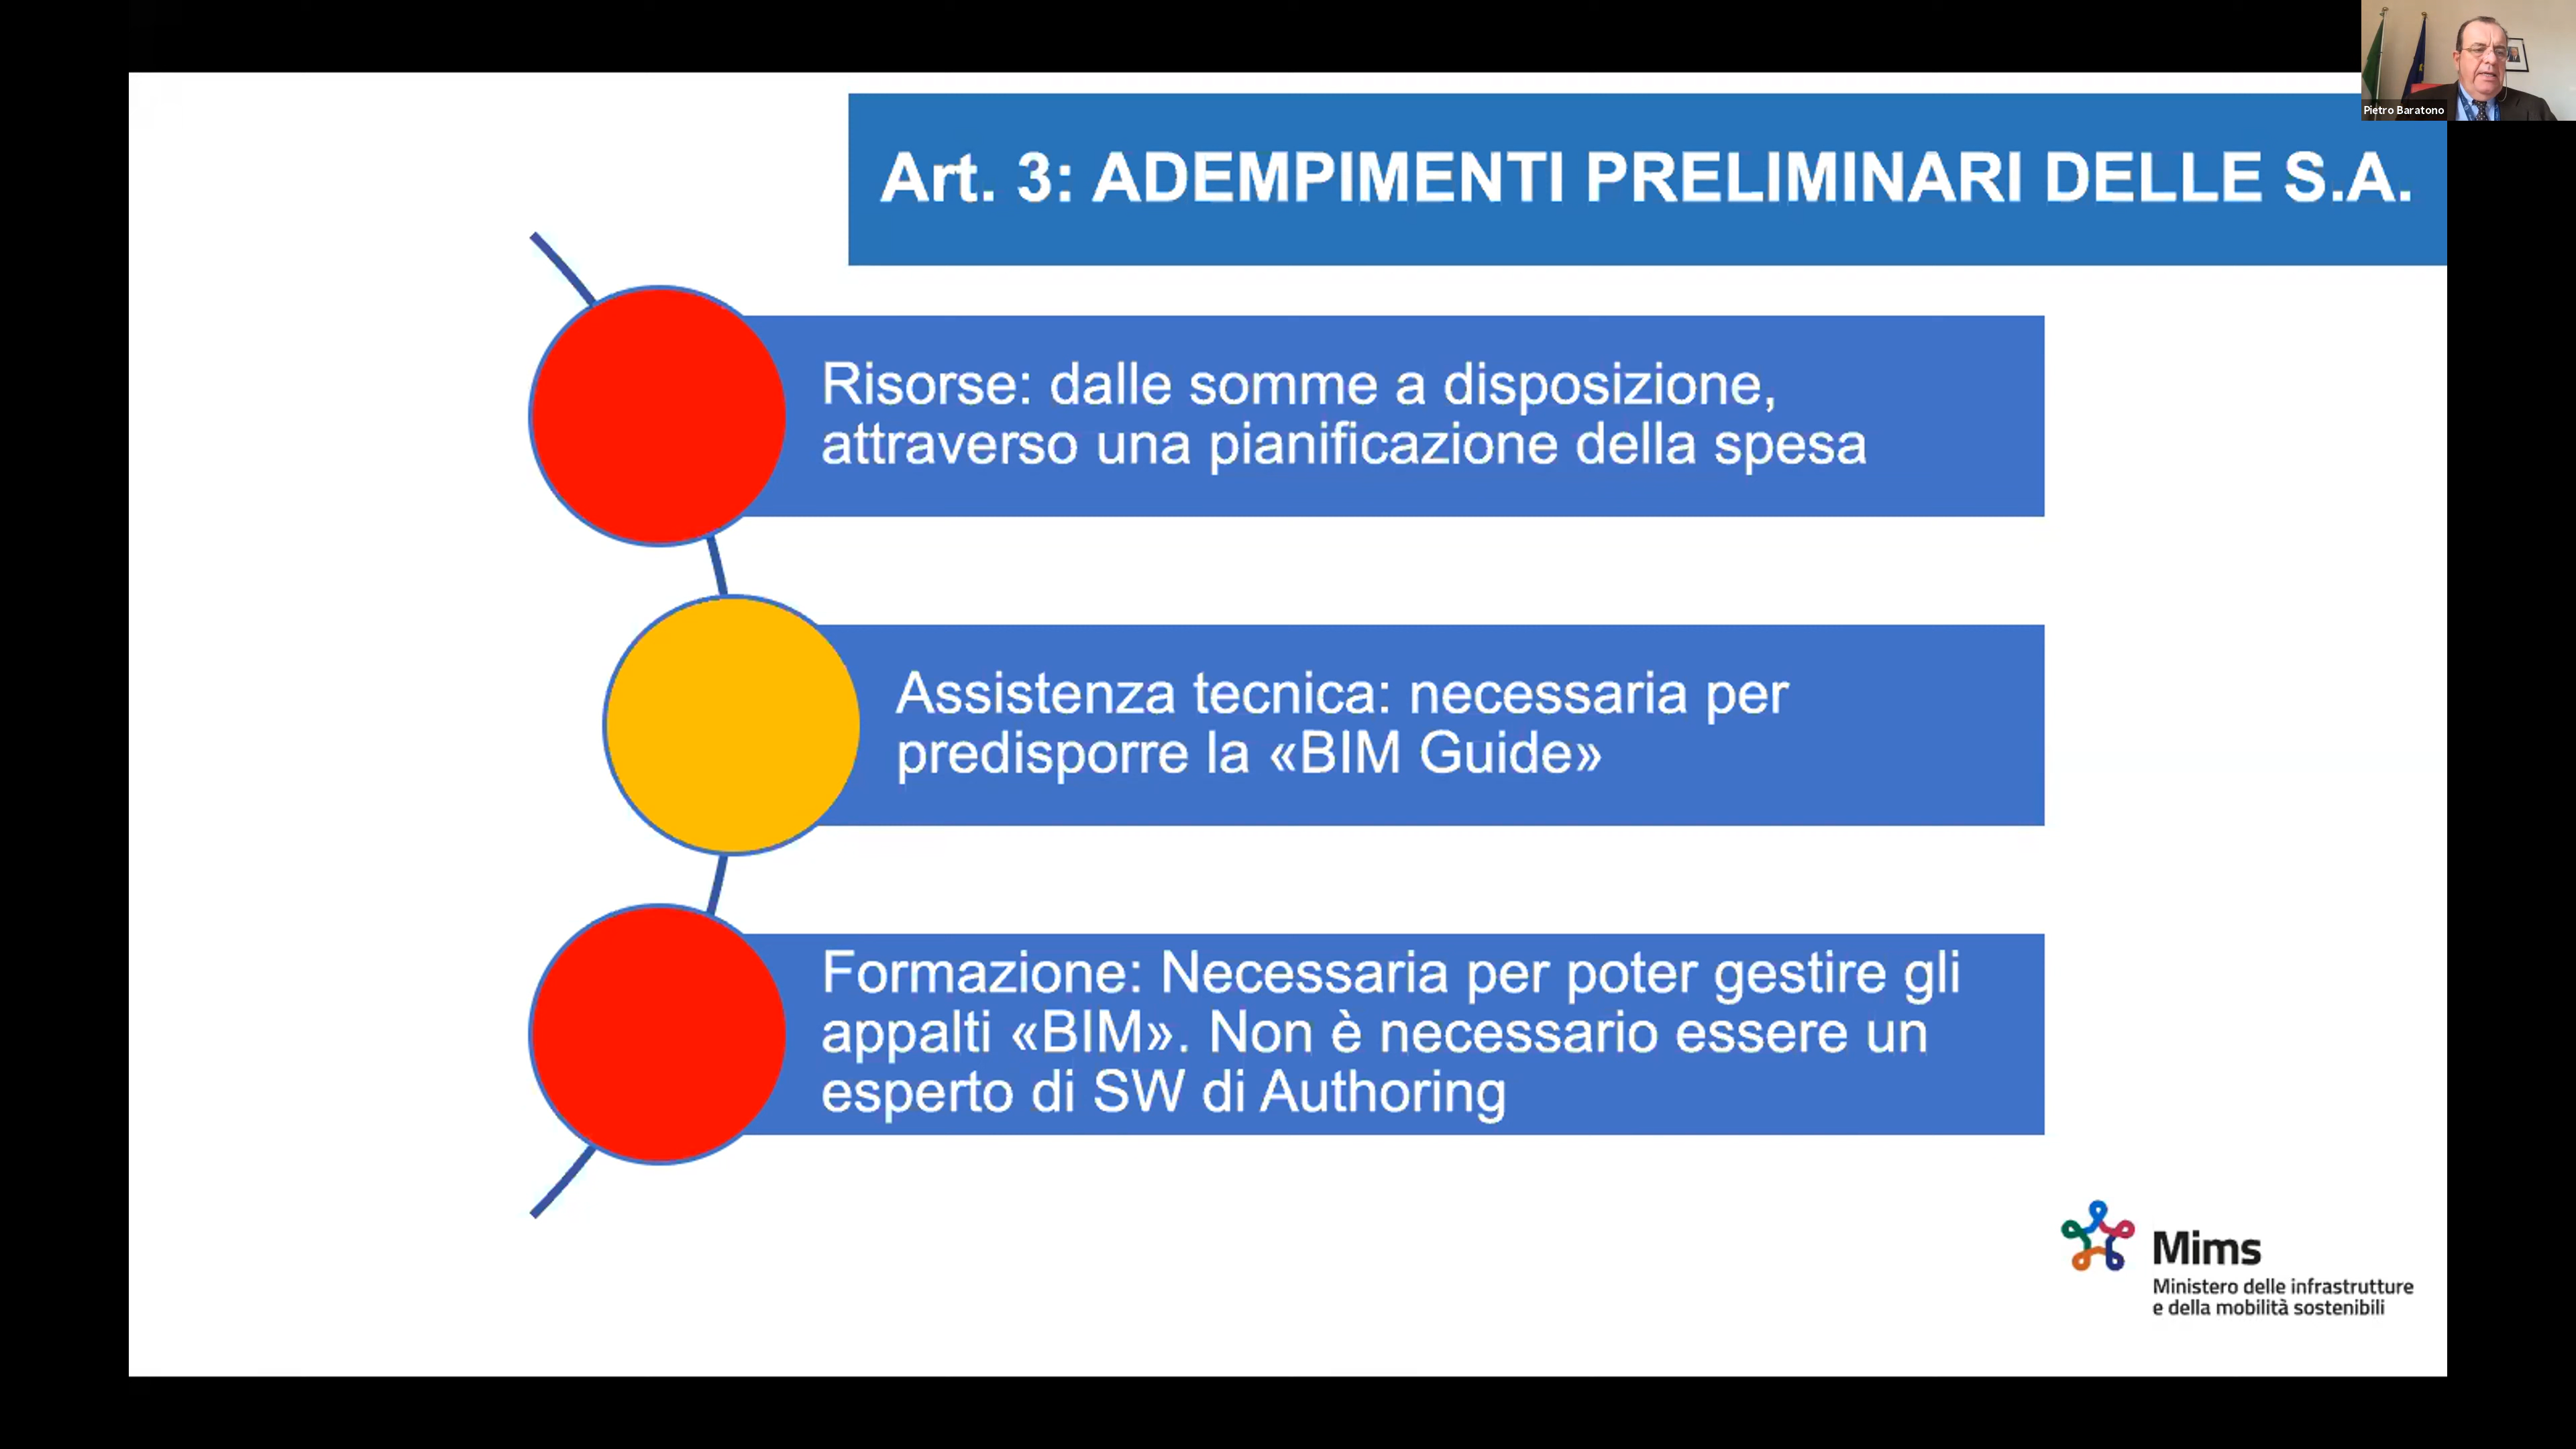 Pietro Baratono
Art. 3: ADEMPIMENTI PRELIMINARI DELLE S.A.
Risorse: dalle somme a disposizione,
attraverso una pianificazione della spesa
Assistenza tecnica: necessaria per
predisporre la «BIM Guide»
Formazione: Necessaria per poter gestire gli
appalti «BIM». Non è necessario essere un
esperto di SW di Authoring
Mims
Ministero delle infrastrutture
e della mobilità sostenibili